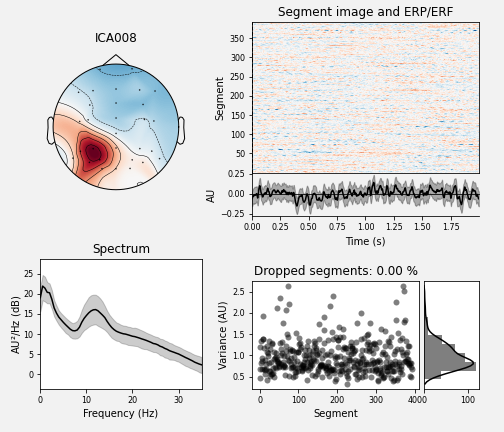 ICA008
Segment image and ERP/ERF
Segment
350
300
250
200
150
100
50
AU
0.25
0.00
−0.25
0.00 0.25 0.50 0.75 1.00 1.25 1.50 1.75
Time (s)
Spectrum
AU²/Hz (dB)
25
20
15
10
5
0
0 10 20 30
Frequency (Hz)
Dropped segments: 0.00 %
Variance (AU)
2.5
2.0
1.5
1.0
0.5
0 100 200 300 400
Segment
0 100